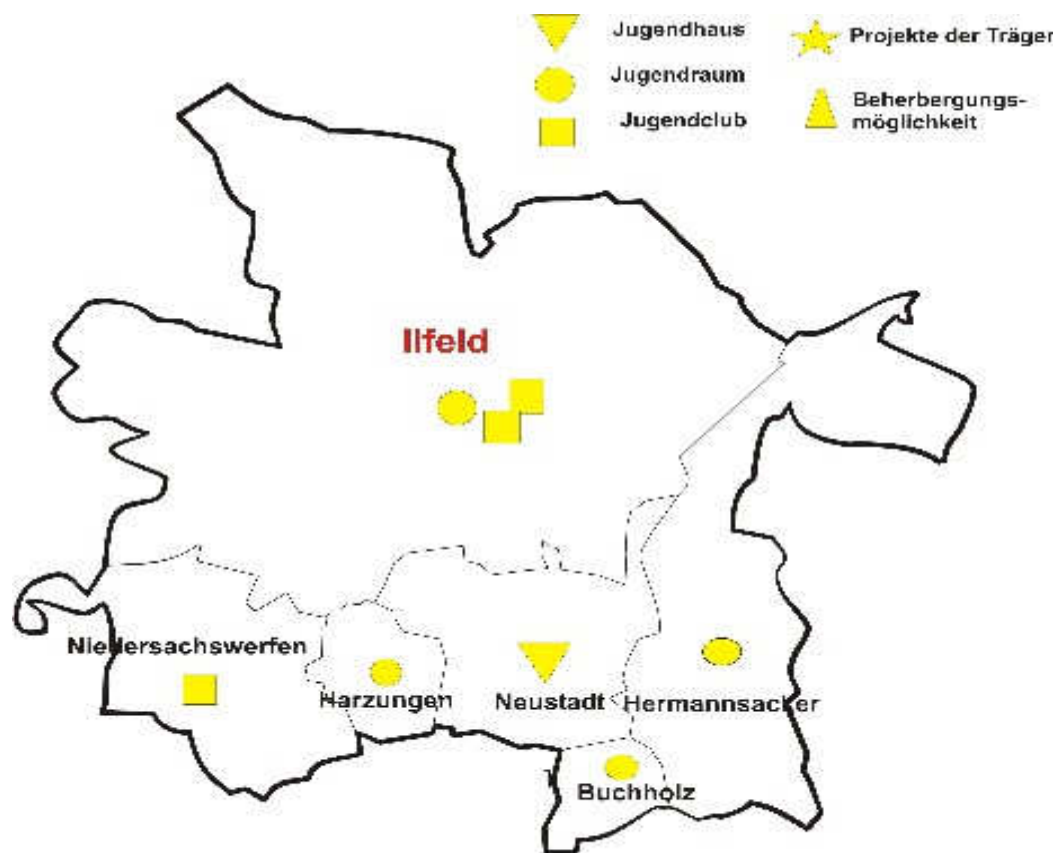 Jugendhaus
Projekte der Träger
Jugendraum
Beherbergungs-
möglichkeit
Jugendclub
Ilfeld
Niedersachswerfen
Harzungen
Neustadt
Hermannsacker
Buchholz